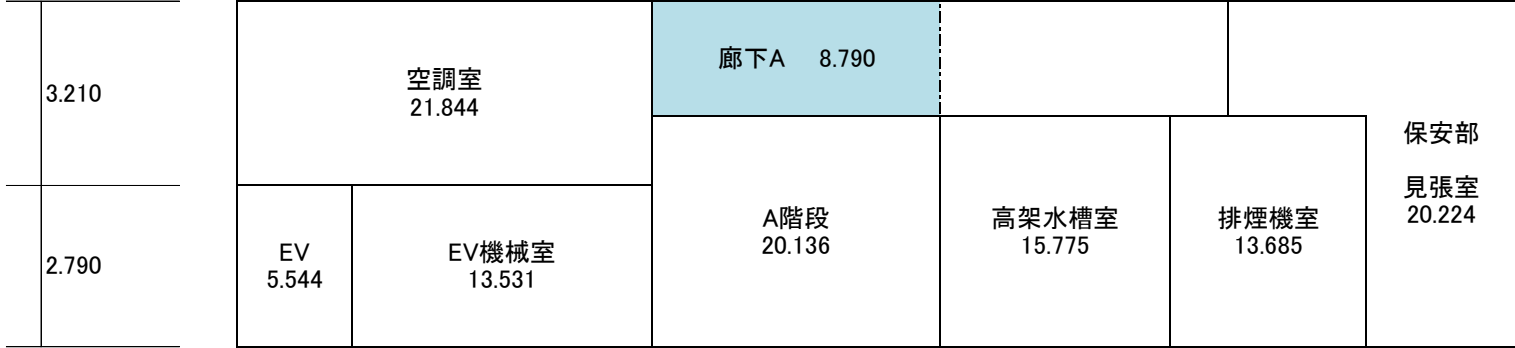 3.210
2.790
空調室
21.844
廊下A 8.790
EV
5.544
EV機械室
13.531
A階段
20.136
高架水槽室
15.775
排煙機室
13.685
保安部
見張室
20.224